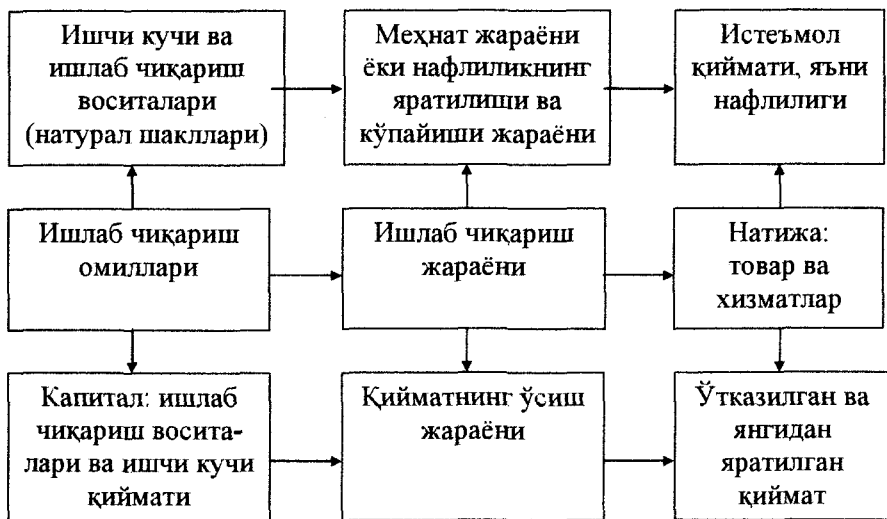 Ишчи кучи ва
ишлаб чиқариш
воситалари
(натурал шакллари)
Меҳнат жараёни
ёки нафлиликнинг
яратилиши ва
кўпайиши жараёни
Истеъмол
қиймати, яъни
нафлилиги
Ишлаб чиқариш
омиллари
Ишлаб чиқариш
жараёни
Натижа:
товар ва
хизматлар
Капитал: ишлаб
чиқариш восита-
лари ва ишчи кучи
қиймати
Қийматнинг ўсиш
жараёни
Ўтказилган ва
янгидан
яратилган
қиймат